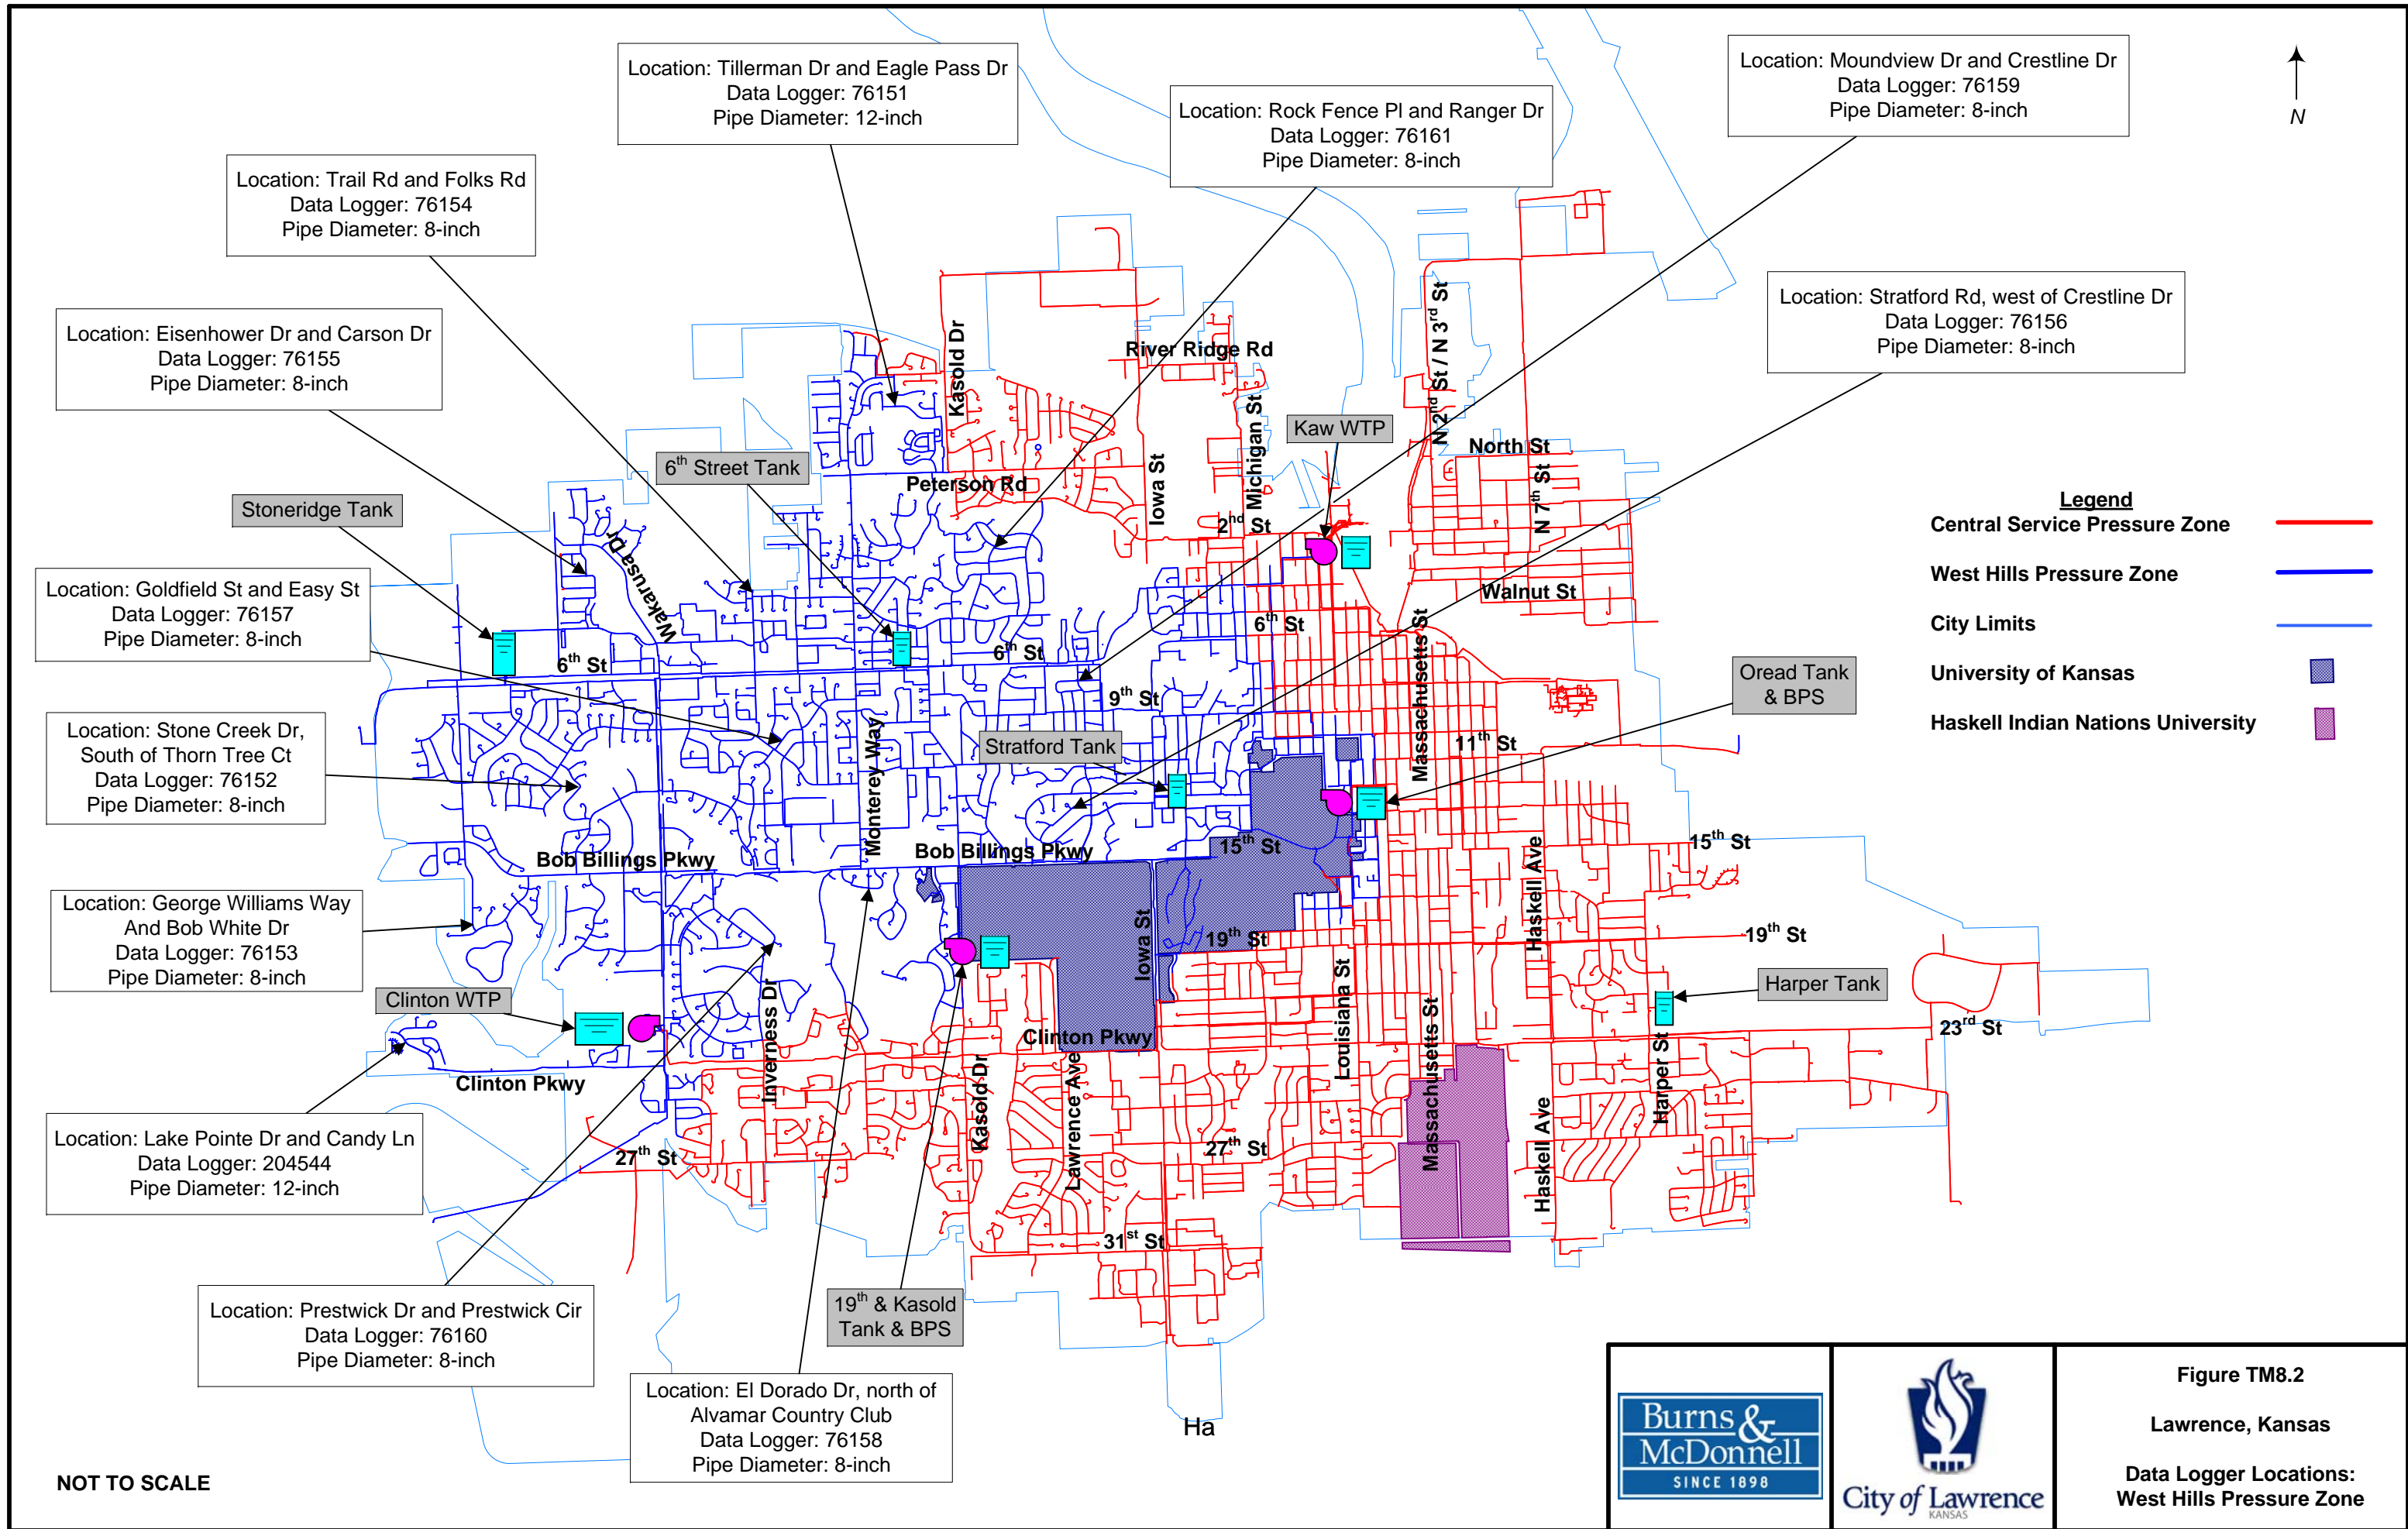 Location: Tillerman Dr and Eagle Pass Dr
Data Logger: 76151
Pipe Diameter: 12-inch
Location: Rock Fence Pl and Ranger Dr
Data Logger: 76161
Pipe Diameter: 8-inch
Location: Moundview Dr and Crestline Dr
Data Logger: 76159
Pipe Diameter: 8-inch
N
Location: Trail Rd and Folks Rd
Data Logger: 76154
Pipe Diameter: 8-inch
Location: Stratford Rd, west of Crestline Dr
Data Logger: 76156
Pipe Diameter: 8-inch
Location: Eisenhower Dr and Carson Dr
Data Logger: 76155
Pipe Diameter: 8-inch
Kasold Dr
River Ridge Rd
N 2nd St / N 3rd St
Kaw WTP
Michigan St
Iowa St
North St
N 7th St
6th Street Tank
Peterson Rd
Stoneridge Tank
2nd St
Legend
Central Service Pressure Zone
West Hills Pressure Zone
City Limits
University of Kansas
Haskell Indian Nations University
Wakarusa Dr
Location: Goldfield St and Easy St
Data Logger: 76157
Pipe Diameter: 8-inch
Walnut St
6th St
6th St
6th St
Massachusetts St
Oread Tank
& BPS
9th St
Location: Stone Creek Dr,
South of Thorn Tree Ct
Data Logger: 76152
Pipe Diameter: 8-inch
Monterey Way
Stratford Tank
11th St
Bob Billings Pkwy
Bob Billings Pkwy
15th St
15th St
Haskell Ave
Location: George Williams Way
And Bob White Dr
Data Logger: 76153
Pipe Diameter: 8-inch
Iowa St
19th St
19th St
Clinton WTP
Inverness Dr
Louisiana St
Harper Tank
Clinton Pkwy
23rd St
Clinton Pkwy
Massachusetts St
Harper St
Kasold Dr
Lawrence Ave
Location: Lake Pointe Dr and Candy Ln
Data Logger: 204544
Pipe Diameter: 12-inch
27th St
27th St
Haskell Ave
31st St
Location: Prestwick Dr and Prestwick Cir
Data Logger: 76160
Pipe Diameter: 8-inch
19th & Kasold
Tank & BPS
Location: El Dorado Dr, north of
Alvamar Country Club
Data Logger: 76158
Pipe Diameter: 8-inch
Ha
NOT TO SCALE
Burns &
McDonnell
SINCE 1898
City of Lawrence
KANSAS
Figure TM8.2
Lawrence, Kansas
Data Logger Locations:
West Hills Pressure Zone